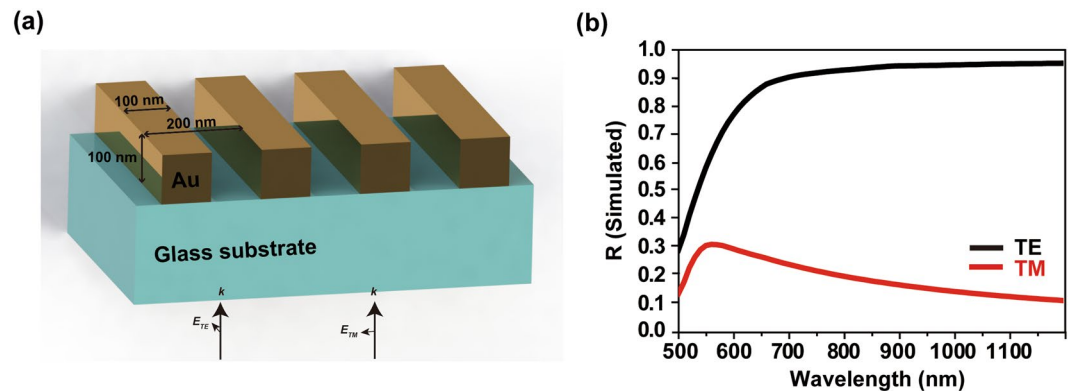 (a)
100 nm
200 nm
100 nm
Au
Glass substrate
k
k
E_TE
E_TM
(b)
1.0
0.9
0.8
0.7
0.6
0.5
0.4
0.3
0.2
0.1
0.0
R (Simulated)
TE
TM
500 600 700 800 900 1000 1100
Wavelength (nm)